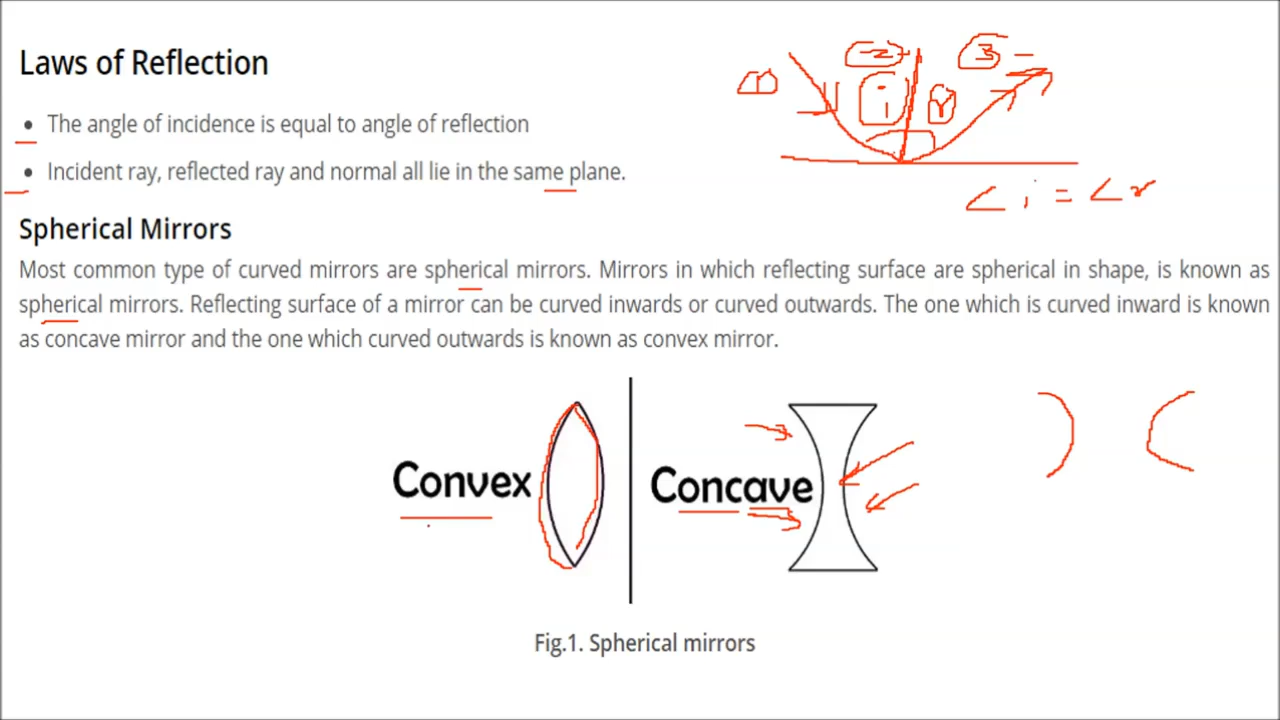 Laws of Reflection
② ③
①
i r
• The angle of incidence is equal to angle of reflection
• Incident ray, reflected ray and normal all lie in the same plane.
∠i = ∠r
Spherical Mirrors
Most common type of curved mirrors are spherical mirrors. Mirrors in which reflecting surface are spherical in shape, is known as
spherical mirrors. Reflecting surface of a mirror can be curved inwards or curved outwards. The one which is curved inward is known
as concave mirror and the one which curved outwards is known as convex mirror.
Convex
Concave
Fig.1. Spherical mirrors